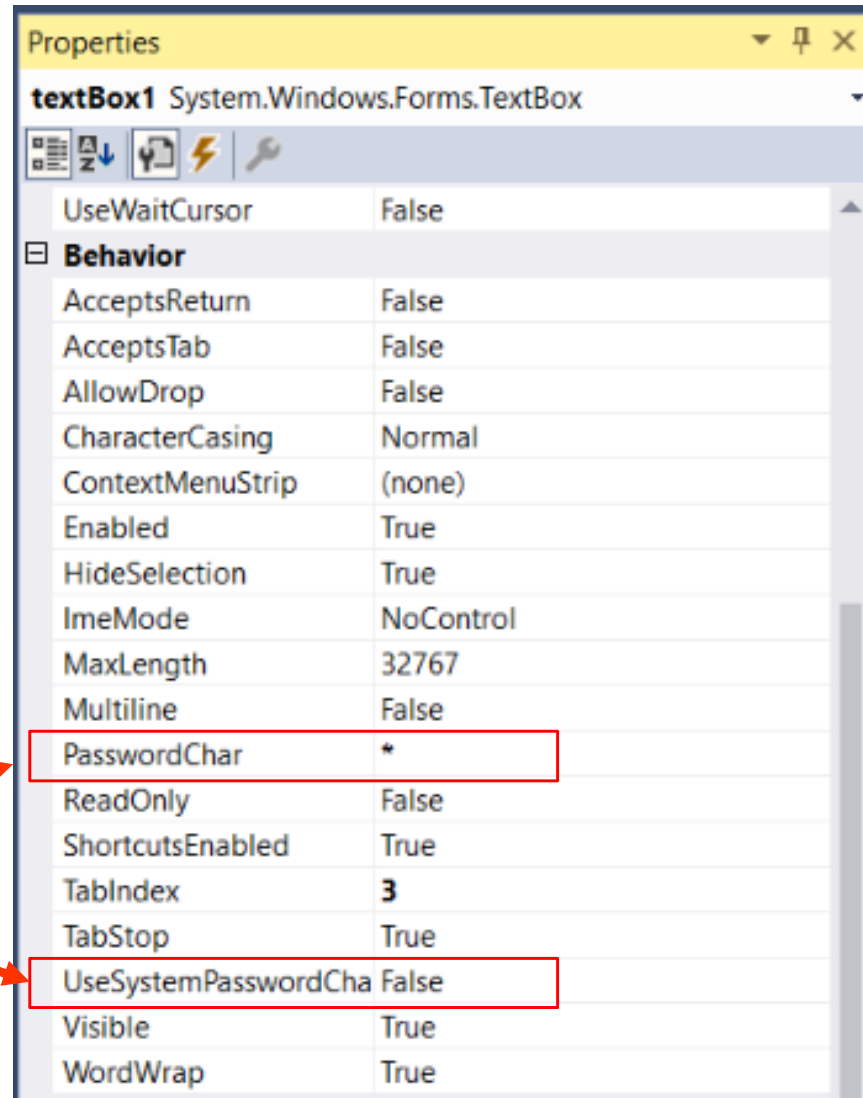 Properties
textBox1 System.Windows.Forms.TextBox
UseWaitCursor False
Behavior
AcceptsReturn False
AcceptsTab False
AllowDrop False
CharacterCasing Normal
ContextMenuStrip (none)
Enabled True
HideSelection True
ImeMode NoControl
MaxLength 32767
Multiline False
PasswordChar *
ReadOnly False
ShortcutsEnabled True
TabIndex 3
TabStop True
UseSystemPasswordCha False
Visible True
WordWrap True